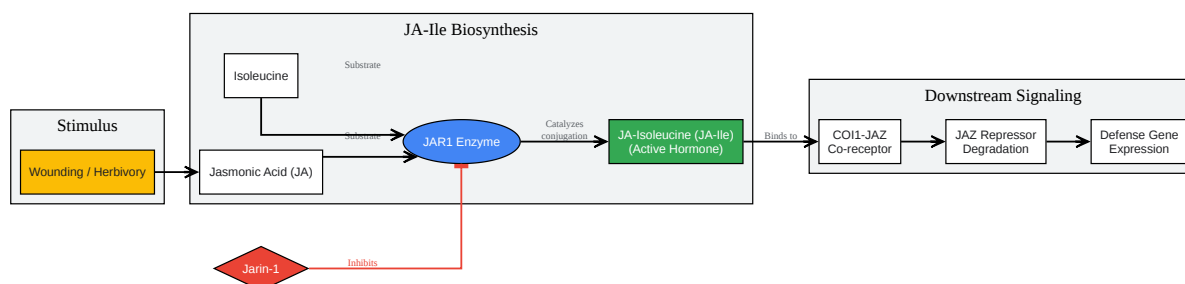 JA-Ile Biosynthesis
Isoleucine
Substrate
Downstream Signaling
Stimulus
Substrate
JAR1 Enzyme
Catalyzes
conjugation
JA-Isoleucine (JA-Ile)
(Active Hormone)
Binds to
COI1-JAZ
Co-receptor
JAZ Repressor
Degradation
Defense Gene
Expression
Wounding / Herbivory
Jasmonic Acid (JA)
Jarin-1
Inhibits